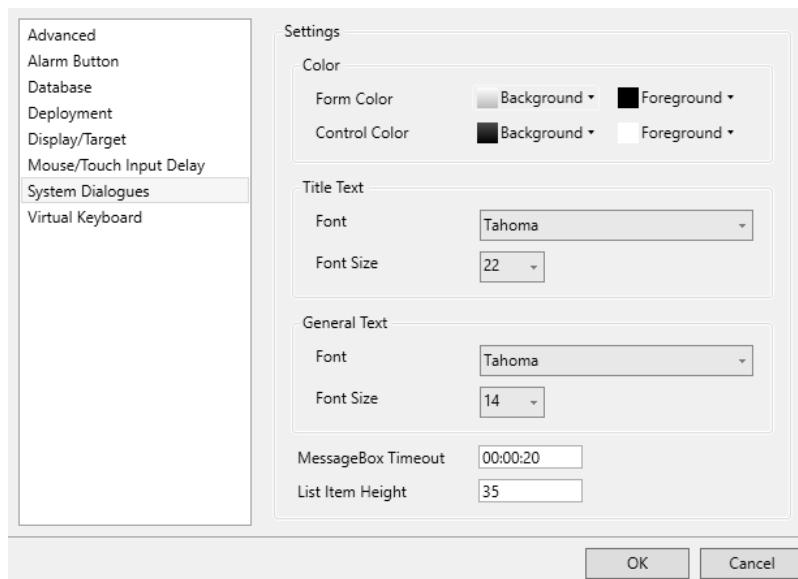 Advanced
Alarm Button
Database
Deployment
Display/Target
Mouse/Touch Input Delay
System Dialogues
Virtual Keyboard
Settings
Color
Form Color Background Foreground
Control Color Background Foreground
Title Text
Font Tahoma
Font Size 22
General Text
Font Tahoma
Font Size 14
MessageBox Timeout 00:00:20
List Item Height 35
OK Cancel